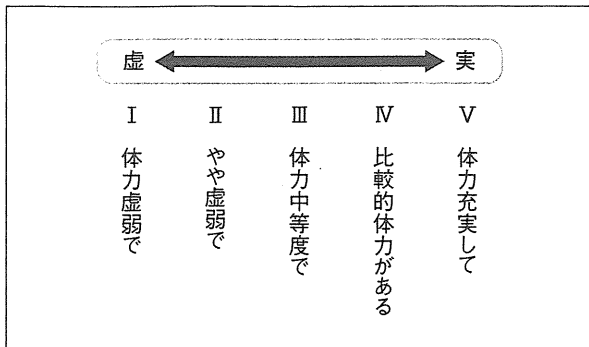 虚 実
Ⅰ 体力虚弱で
Ⅱ やや虚弱で
Ⅲ 体力中等度で
Ⅳ 比較的体力がある
Ⅴ 体力充実して